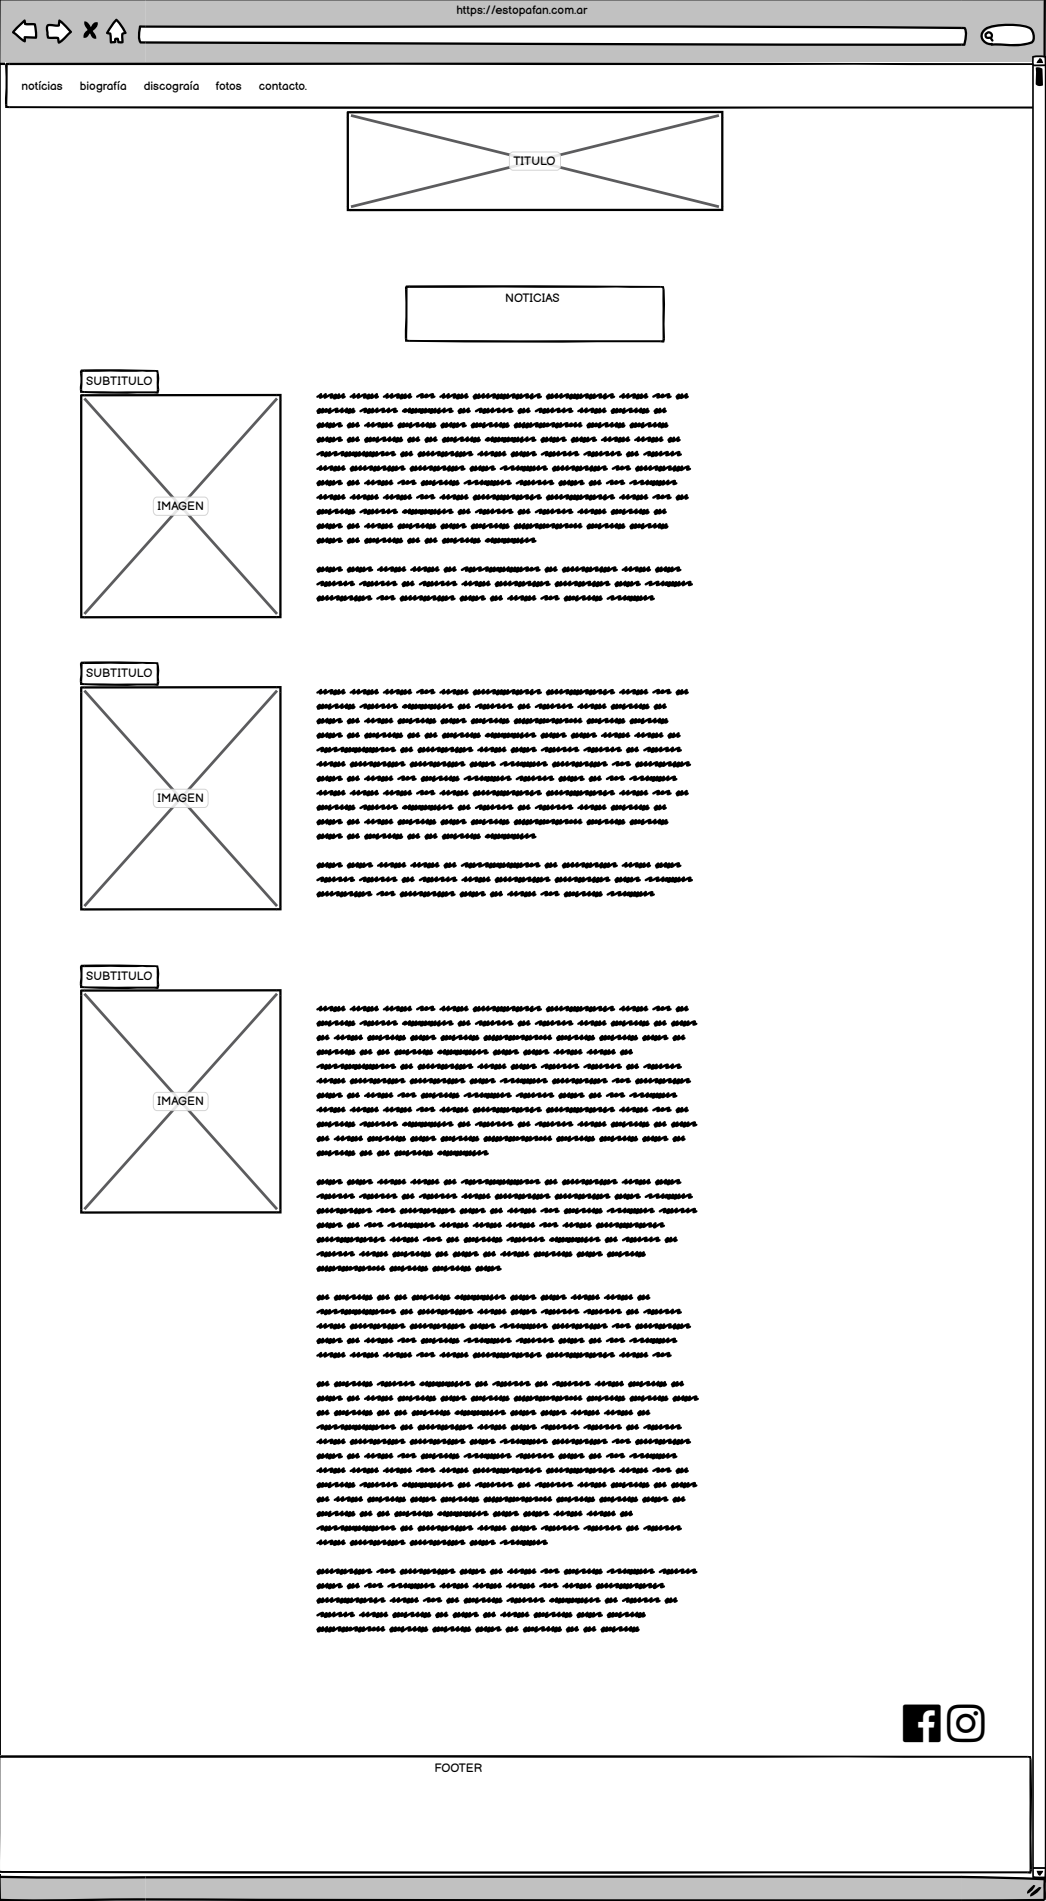 https://estopafan.com.ar
notícias biografía discograía fotos contacto.
TITULO
NOTICIAS
SUBTITULO
IMAGEN
SUBTITULO
IMAGEN
SUBTITULO
IMAGEN
FOOTER